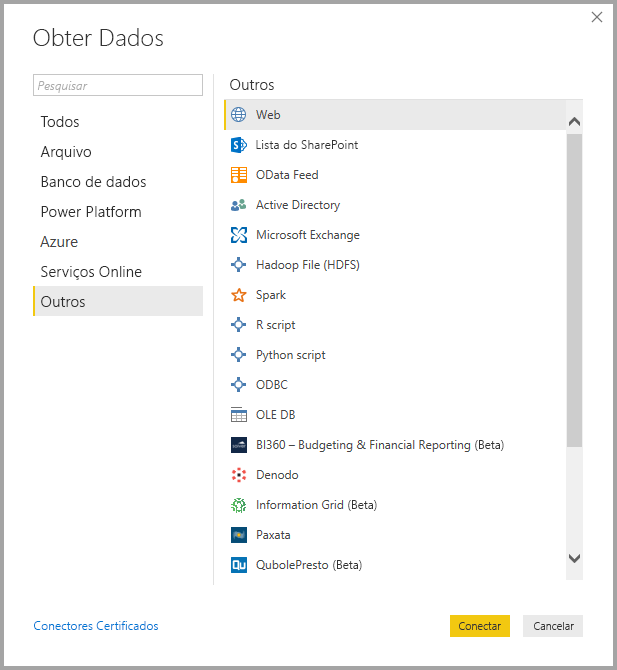 Obter Dados
Pesquisar
Todos
Arquivo
Banco de dados
Power Platform
Azure
Serviços Online
Outros
Outros
Web
Lista do SharePoint
OData Feed
Active Directory
Microsoft Exchange
Hadoop File (HDFS)
Spark
R script
Python script
ODBC
OLE DB
BI360 – Budgeting & Financial Reporting (Beta)
Denodo
Information Grid (Beta)
Paxata
Qu
QubolePresto (Beta)
Conectores Certificados
Conectar
Cancelar